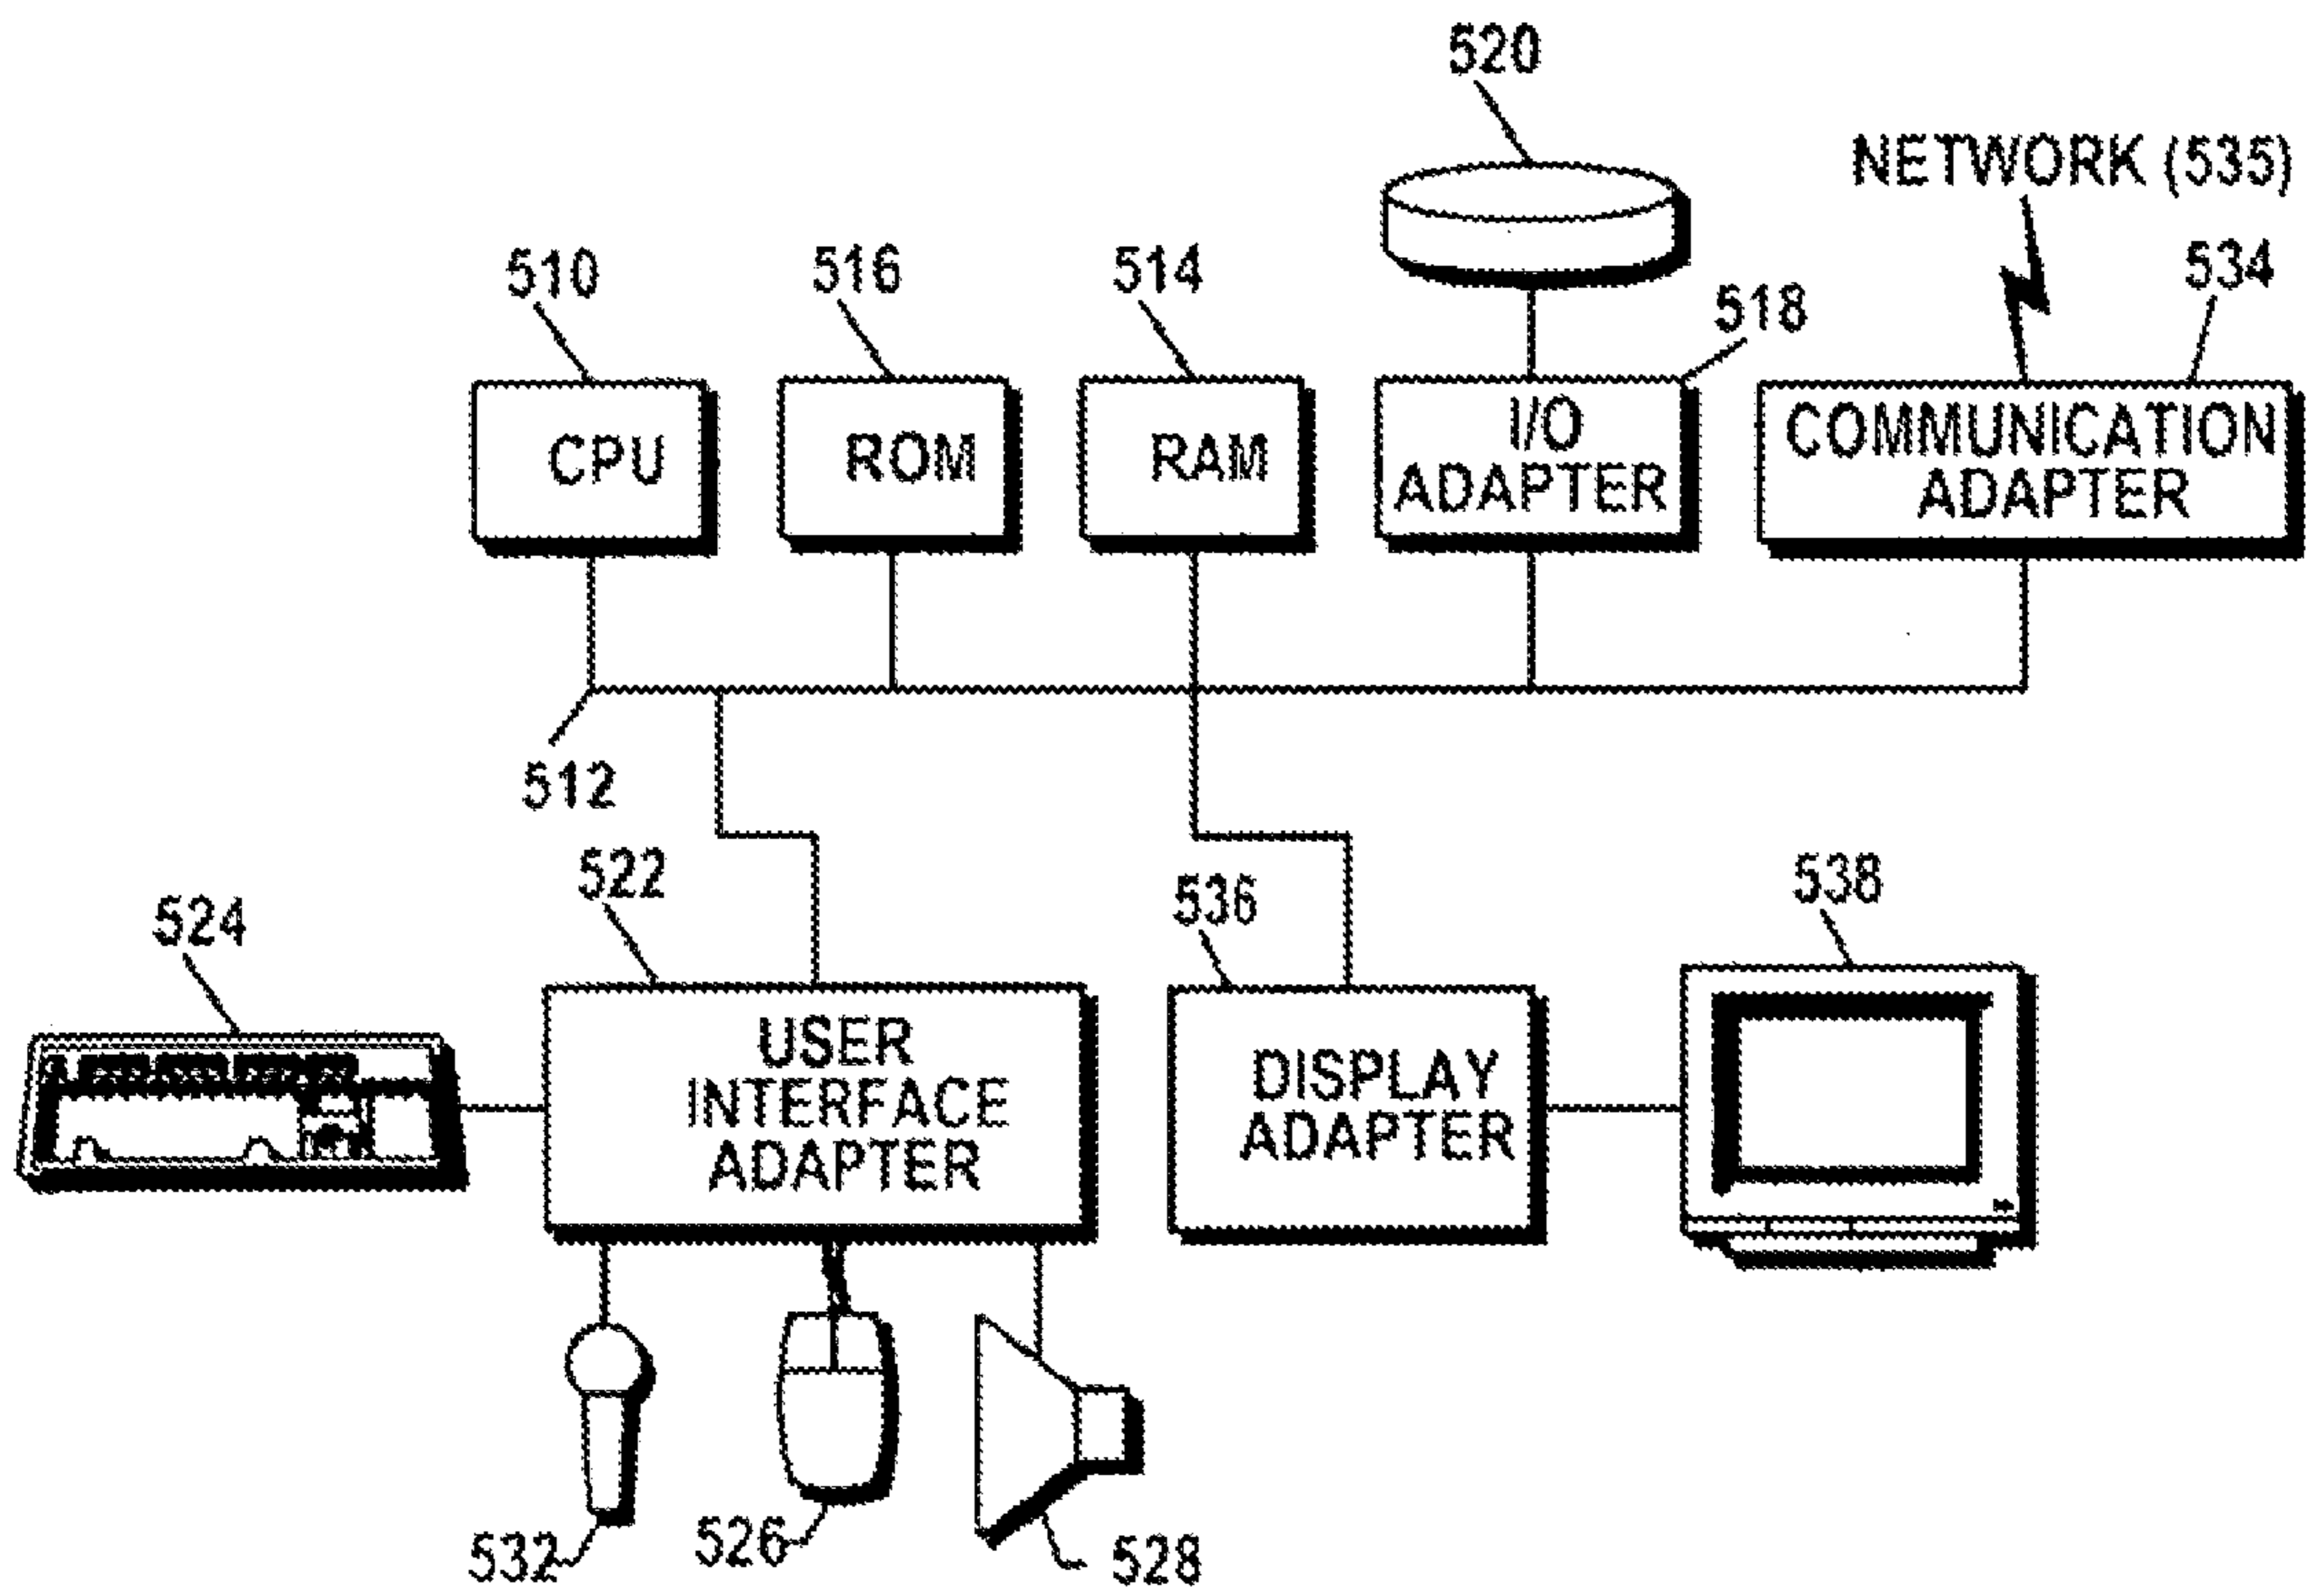 520
NETWORK (535)
510
516
514
518
534
CPU
ROM
RAM
I/O
ADAPTER
COMMUNICATION
ADAPTER
512
522
536
538
524
USER
INTERFACE
ADAPTER
DISPLAY
ADAPTER
532
526
528